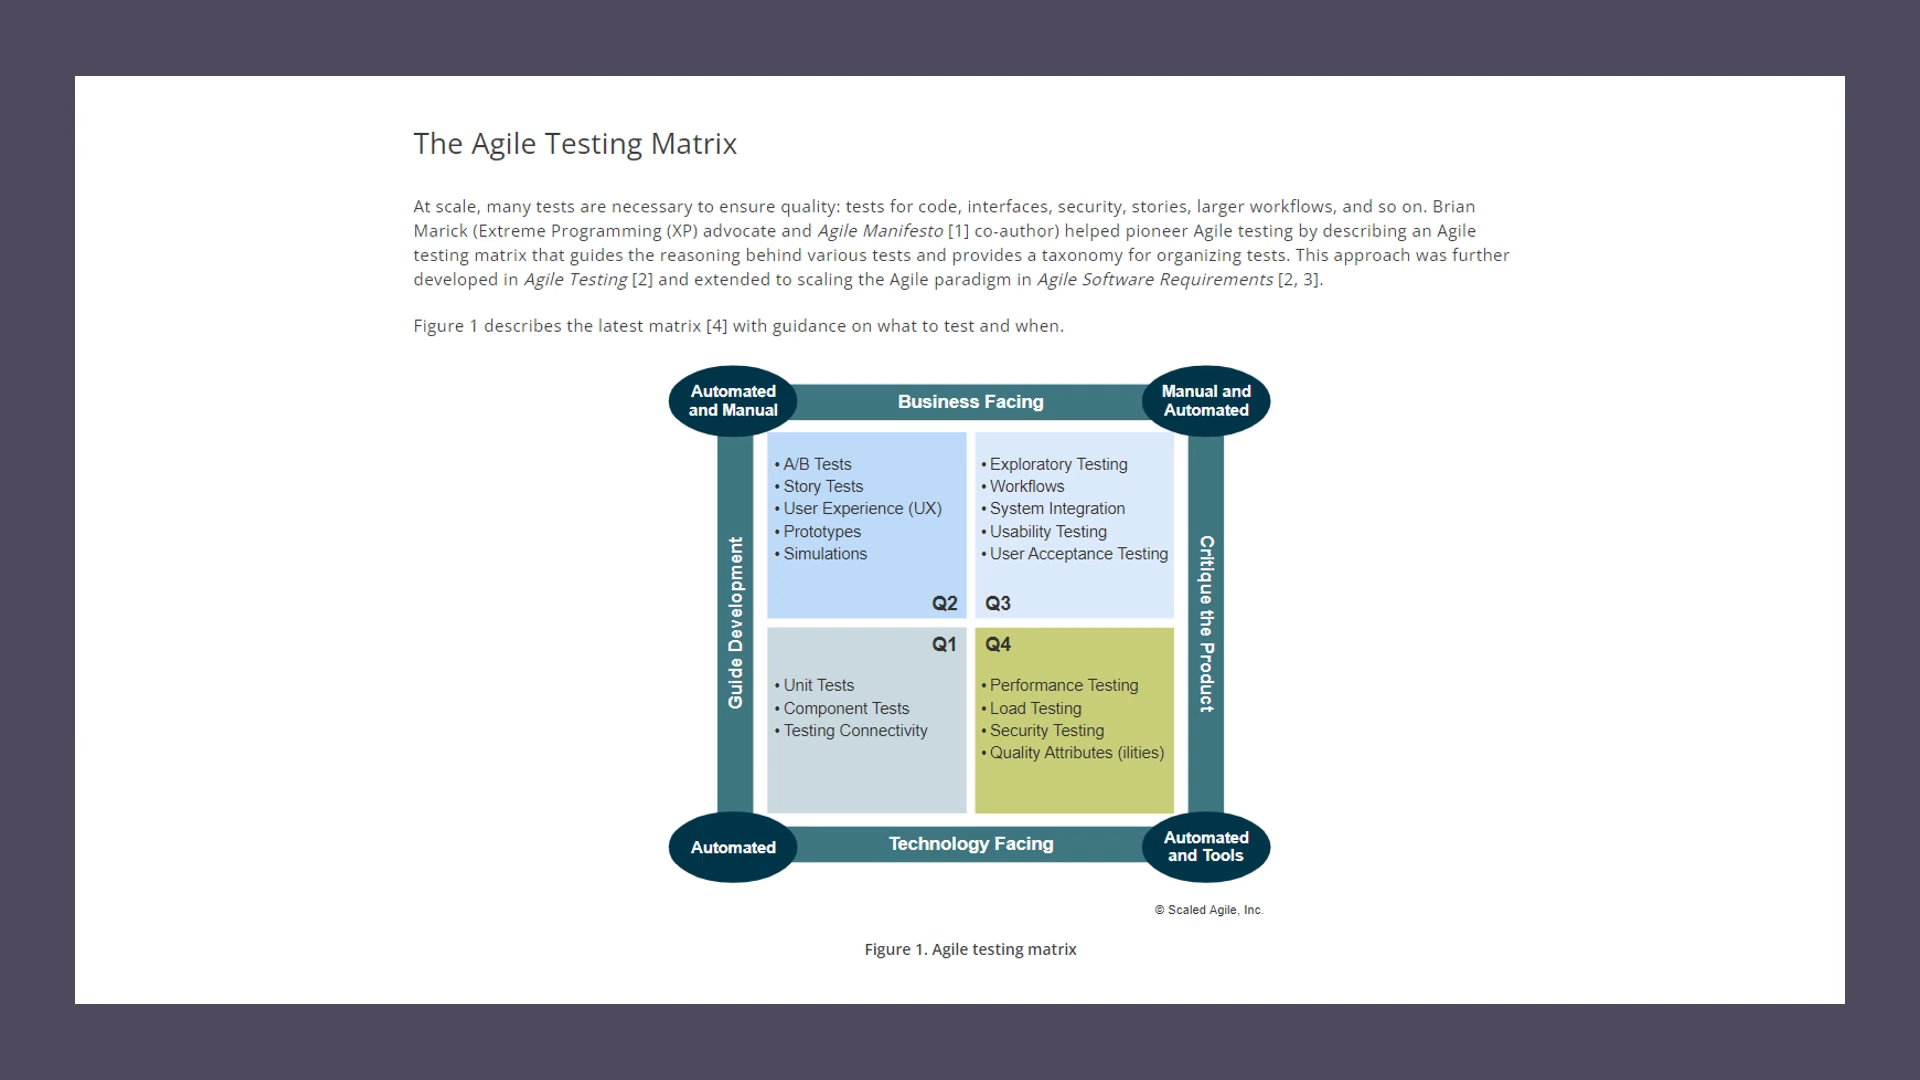 The Agile Testing Matrix
At scale, many tests are necessary to ensure quality: tests for code, interfaces, security, stories, larger workflows, and so on. Brian
Marick (Extreme Programming (XP) advocate and Agile Manifesto [1] co-author) helped pioneer Agile testing by describing an Agile
testing matrix that guides the reasoning behind various tests and provides a taxonomy for organizing tests. This approach was further
developed in Agile Testing [2] and extended to scaling the Agile paradigm in Agile Software Requirements [2, 3].
Figure 1 describes the latest matrix [4] with guidance on what to test and when.
Automated
and Manual
Business Facing
Manual and
Automated
Guide Development
• A/B Tests
• Story Tests
• User Experience (UX)
• Prototypes
• Simulations
Q2
• Exploratory Testing
• Workflows
• System Integration
• Usability Testing
• User Acceptance Testing
Q3
Critique the Product
Q1
• Unit Tests
• Component Tests
• Testing Connectivity
Q4
• Performance Testing
• Load Testing
• Security Testing
• Quality Attributes (ilities)
Automated
Technology Facing
Automated
and Tools
© Scaled Agile, Inc.
Figure 1. Agile testing matrix